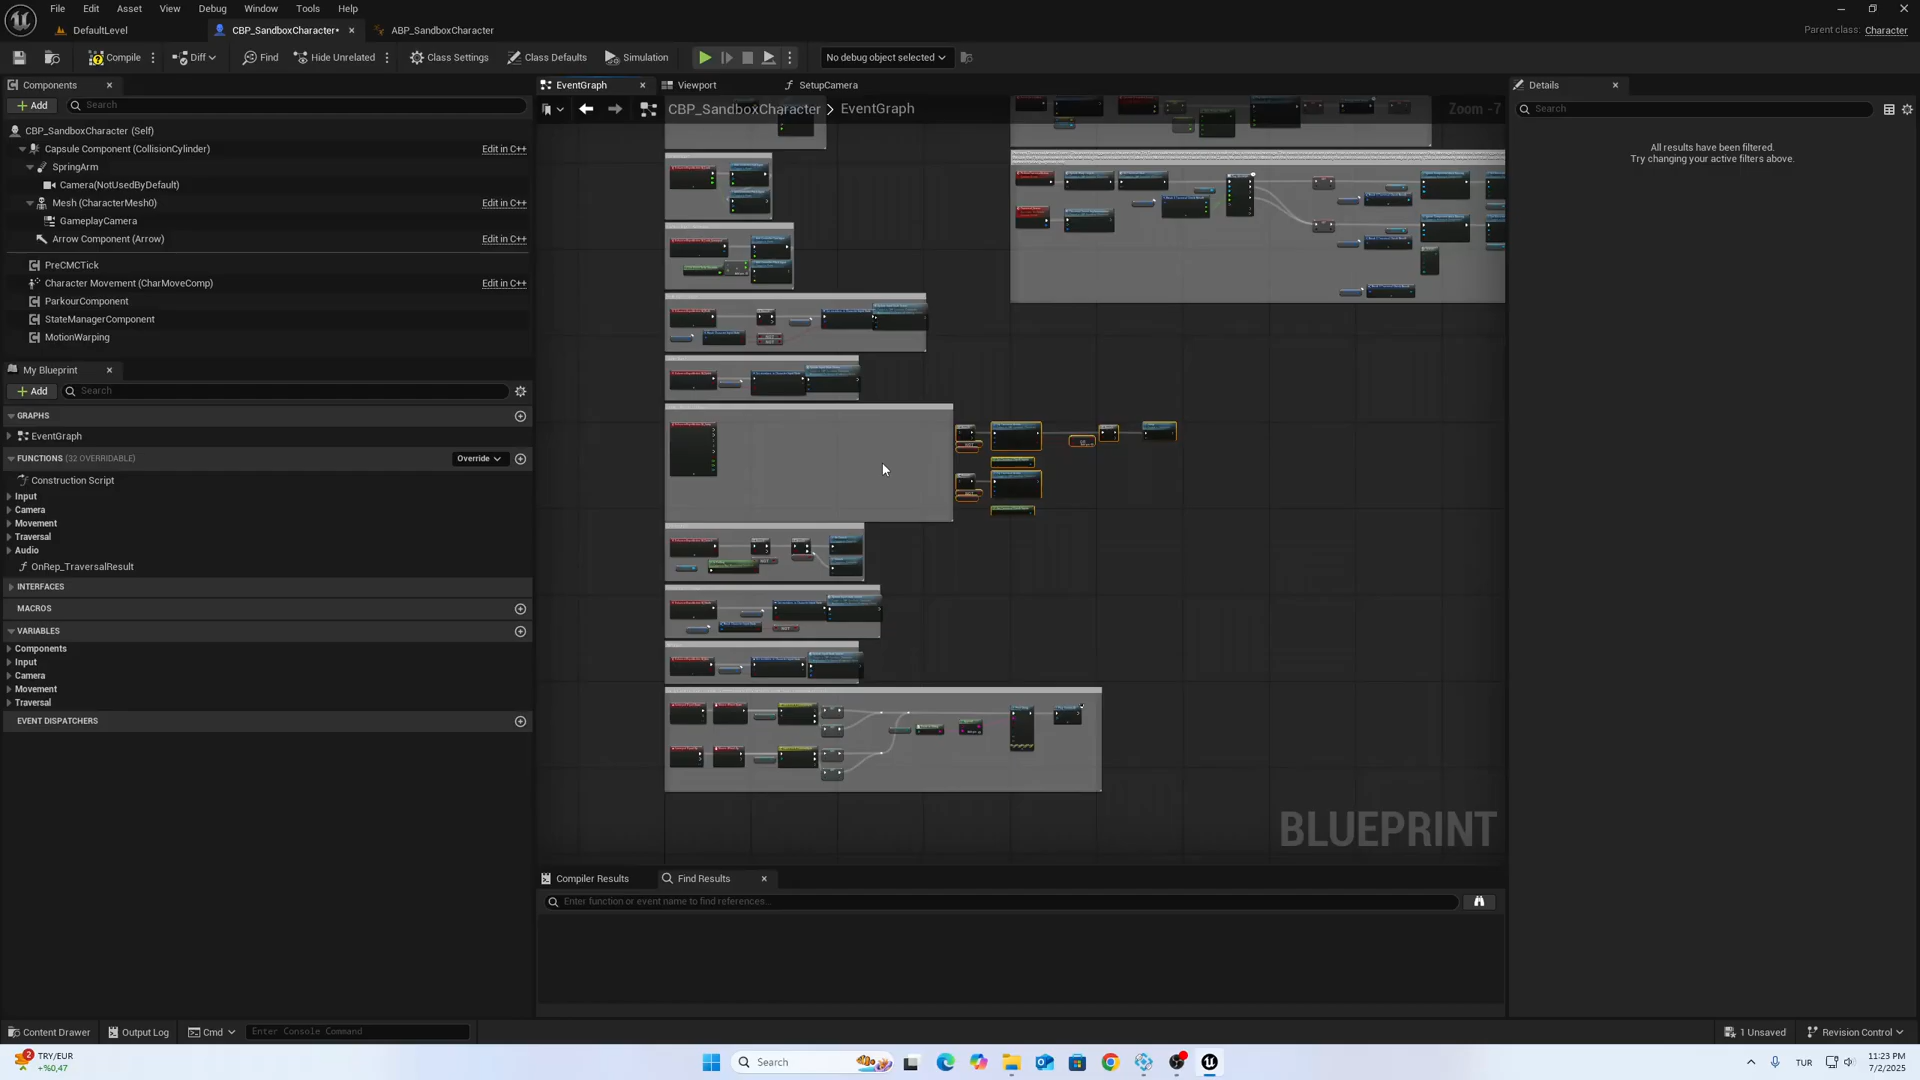 File Edit Asset View Debug Window Tools Help
DefaultLevel
CBP_SandboxCharacter•
ABP_SandboxCharacter
Parent class: Character
Compile
Diff
Find
Hide Unrelated
Class Settings
Class Defaults
Simulation
No debug object selected
Components
Add
Search
CBP_SandboxCharacter (Self)
Capsule Component (CollisionCylinder) Edit in C++
SpringArm
Camera(NotUsedByDefault)
Mesh (CharacterMesh0) Edit in C++
GameplayCamera
Arrow Component (Arrow) Edit in C++
PreCMCTick
Character Movement (CharMoveComp) Edit in C++
ParkourComponent
StateManagerComponent
MotionWarping
My Blueprint
Add
Search
GRAPHS
EventGraph
FUNCTIONS (32 OVERRIDABLE) Override
Construction Script
Input
Camera
Movement
Traversal
Audio
OnRep_TraversalResult
INTERFACES
MACROS
VARIABLES
Components
Input
Camera
Movement
Traversal
EVENT DISPATCHERS
EventGraph
Viewport
SetupCamera
CBP_SandboxCharacter > EventGraph
Zoom -7
BLUEPRINT
Compiler Results
Find Results
Enter function or event name to find references...
Details
Search
All results have been filtered.
Try changing your active filters above.
Content Drawer
Output Log
Cmd
Enter Console Command
1 Unsaved
Revision Control
2
TRY/EUR
+%0,47
Search
TUR
11:23 PM
7/2/2025